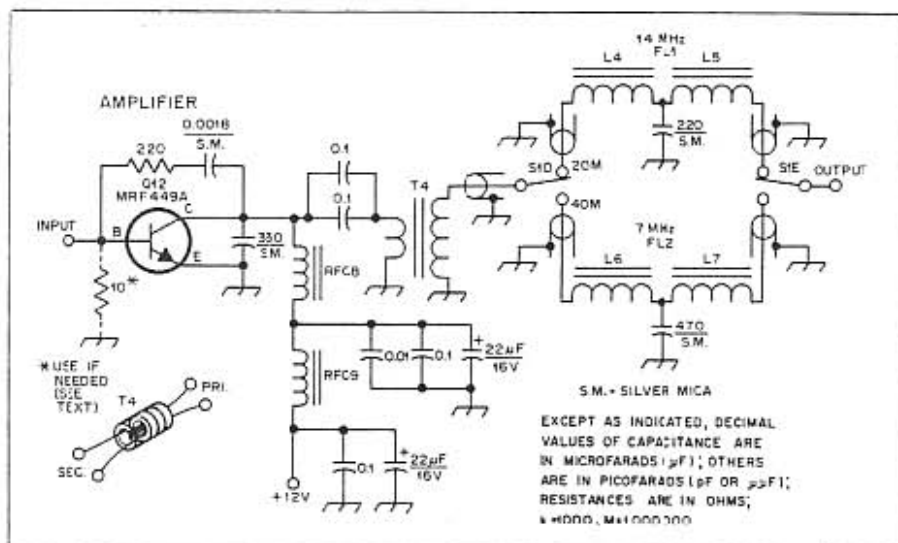 14 MHz
FL1
L4
L5
AMPLIFIER
0.0016
S.M.
220
0.1
220
S.M.
Q12
MRF449A
S1D
20M
S1E
OUTPUT
0.1
T4
C
40M
INPUT
B
E
330
S.M.
7 MHz
FL2
10*
RFC8
L6
L7
470
S.M.
0.01
0.1
+
22µF
16V
*USE IF
NEEDED
(SEE
TEXT)
RFC9
S.M. = SILVER MICA
PRI.
T4
SEC.
0.1
+
22µF
16V
+12V
EXCEPT AS INDICATED, DECIMAL
VALUES OF CAPACITANCE ARE
IN MICROFARADS (µF); OTHERS
ARE IN PICOFARADS (pF OR µµF);
RESISTANCES ARE IN OHMS;
k=1000, M=1000000